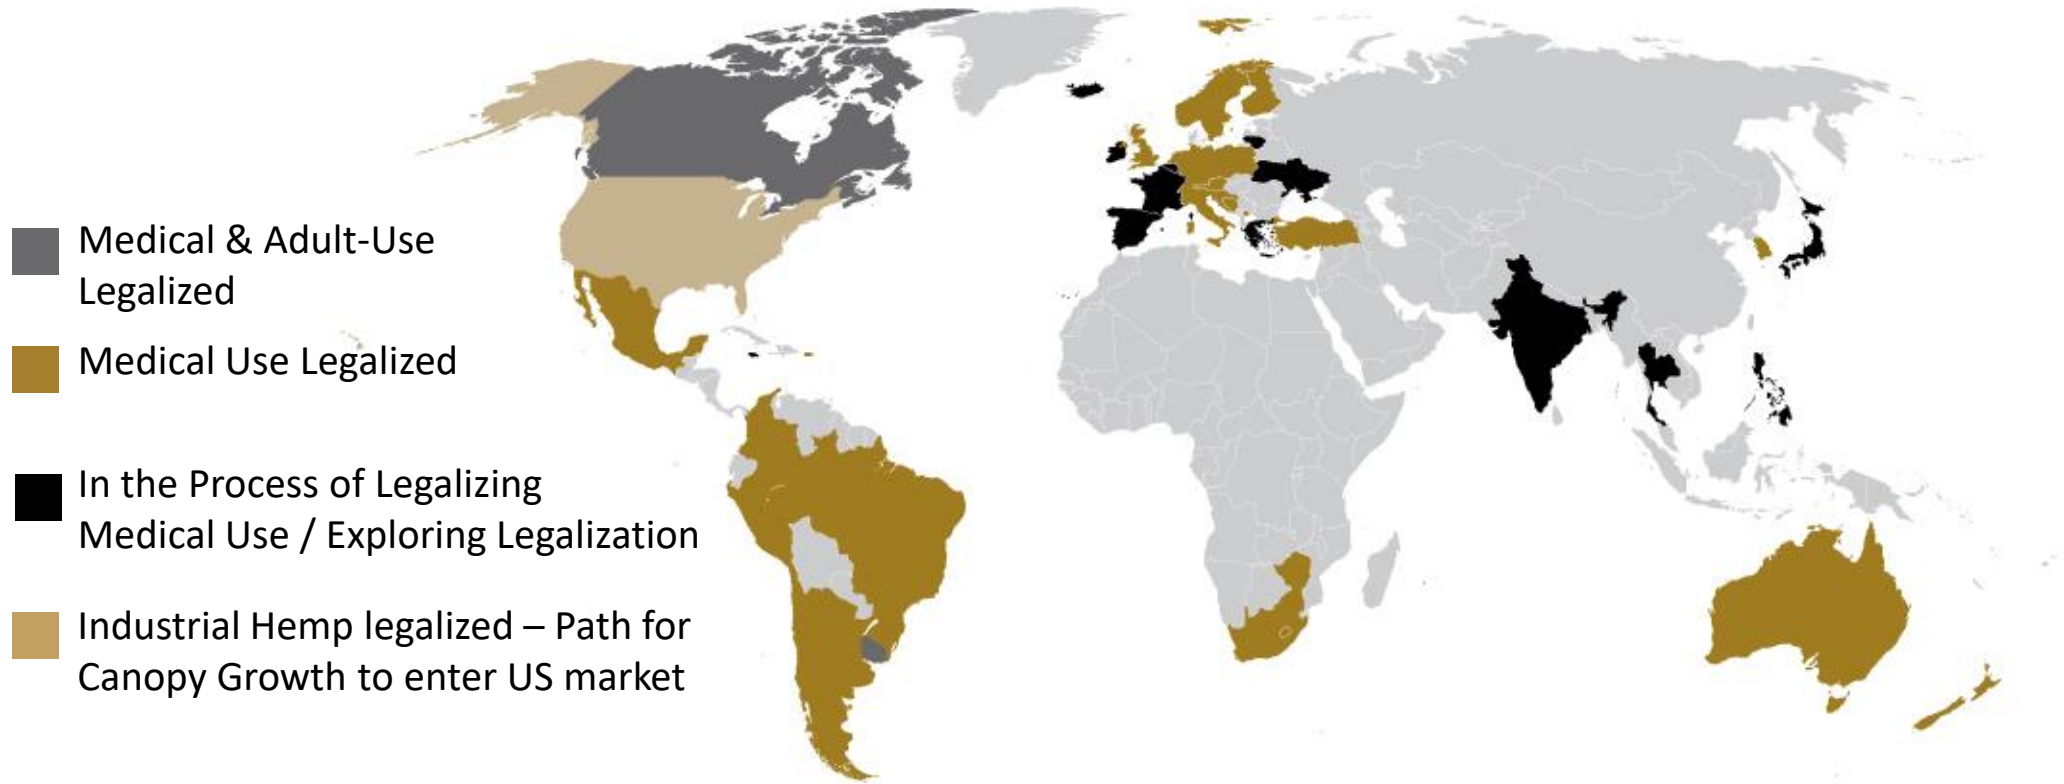 Medical & Adult-Use
Legalized
Medical Use Legalized
In the Process of Legalizing
Medical Use / Exploring Legalization
Industrial Hemp legalized – Path for
Canopy Growth to enter US market